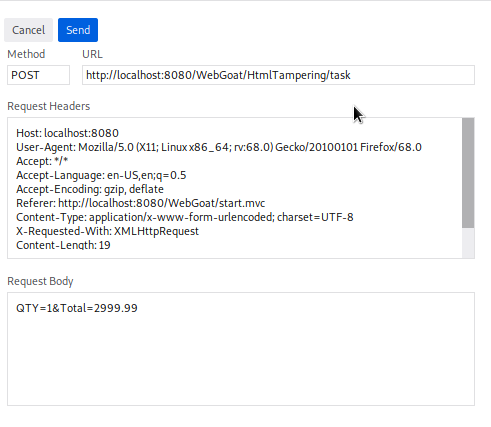 Cancel Send
Method URL
POST http://localhost:8080/WebGoat/HtmlTampering/task
Request Headers
Host: localhost:8080
User-Agent: Mozilla/5.0 (X11; Linux x86_64; rv:68.0) Gecko/20100101 Firefox/68.0
Accept: */*
Accept-Language: en-US,en;q=0.5
Accept-Encoding: gzip, deflate
Referer: http://localhost:8080/WebGoat/start.mvc
Content-Type: application/x-www-form-urlencoded; charset=UTF-8
X-Requested-With: XMLHttpRequest
Content-Length: 19
Request Body
QTY=1&Total=2999.99